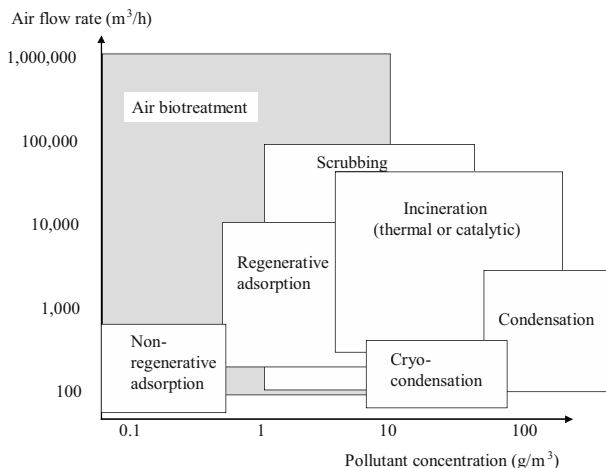 Air flow rate (m³/h)
1,000,000
Air biotreatment
100,000
Scrubbing
Incineration
(thermal or catalytic)
10,000
Regenerative
adsorption
1,000
Condensation
Non-
regenerative
adsorption
Cryo-
condensation
100
0.1
1
10
100
Pollutant concentration (g/m³)